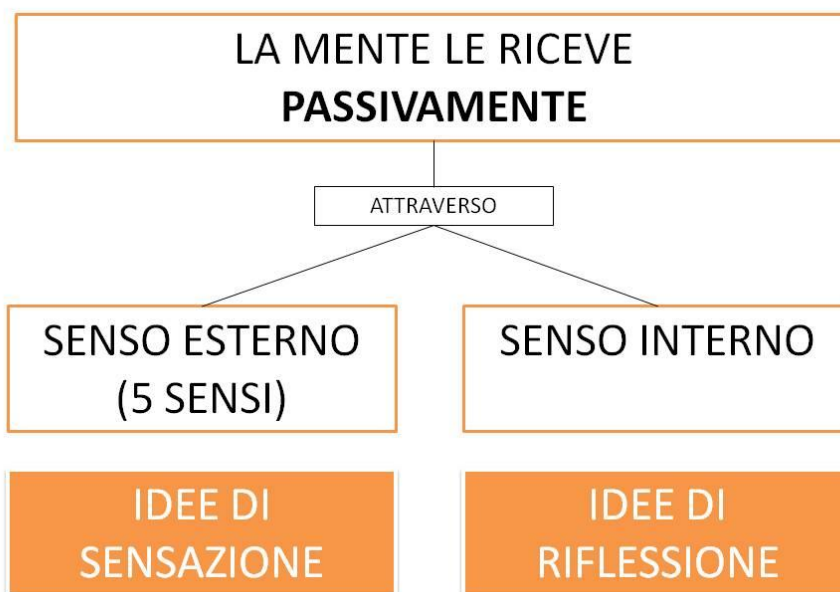 LA MENTE LE RICEVE
PASSIVAMENTE
ATTRAVERSO
SENSO ESTERNO
(5 SENSI)
SENSO INTERNO
IDEE DI
SENSAZIONE
IDEE DI
RIFLESSIONE